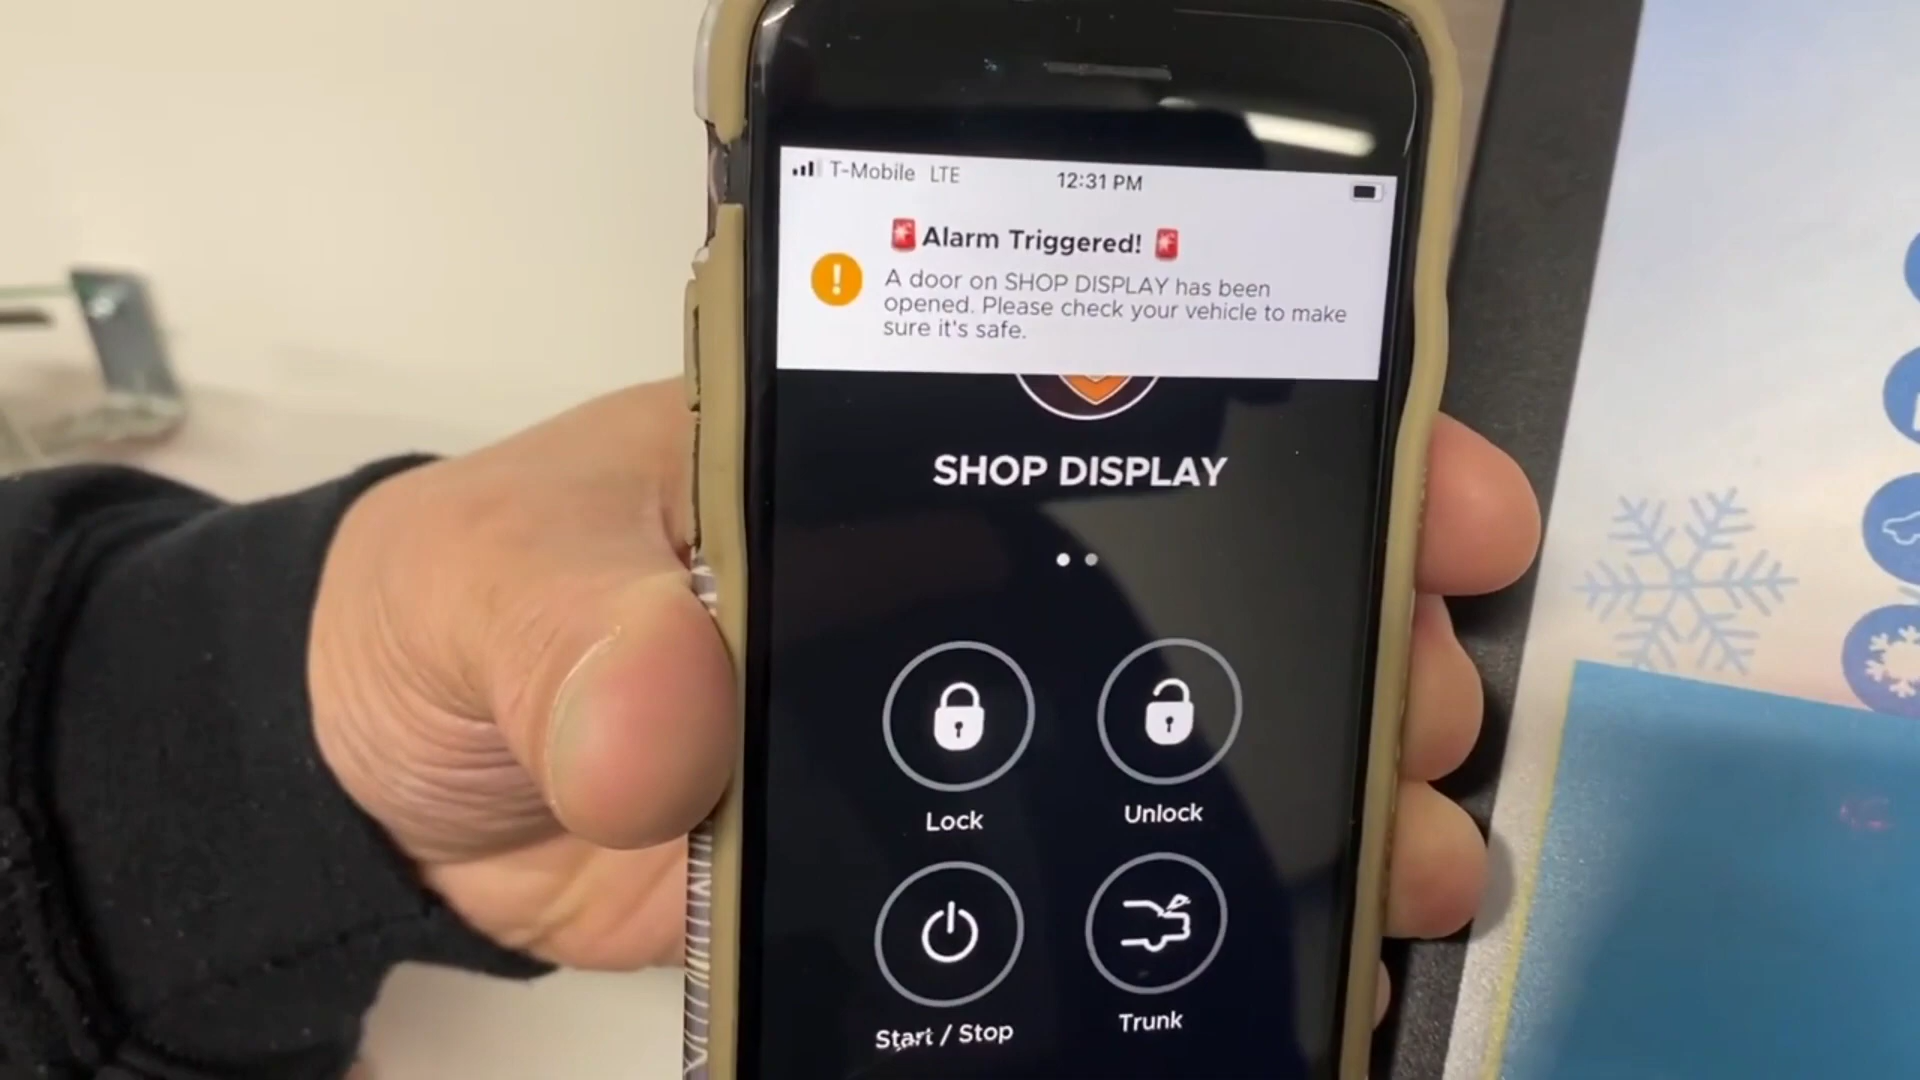 T-Mobile LTE 12:31 PM
Alarm Triggered!
A door on SHOP DISPLAY has been
opened. Please check your vehicle to make
sure it's safe.
SHOP DISPLAY
Lock Unlock
Start / Stop Trunk